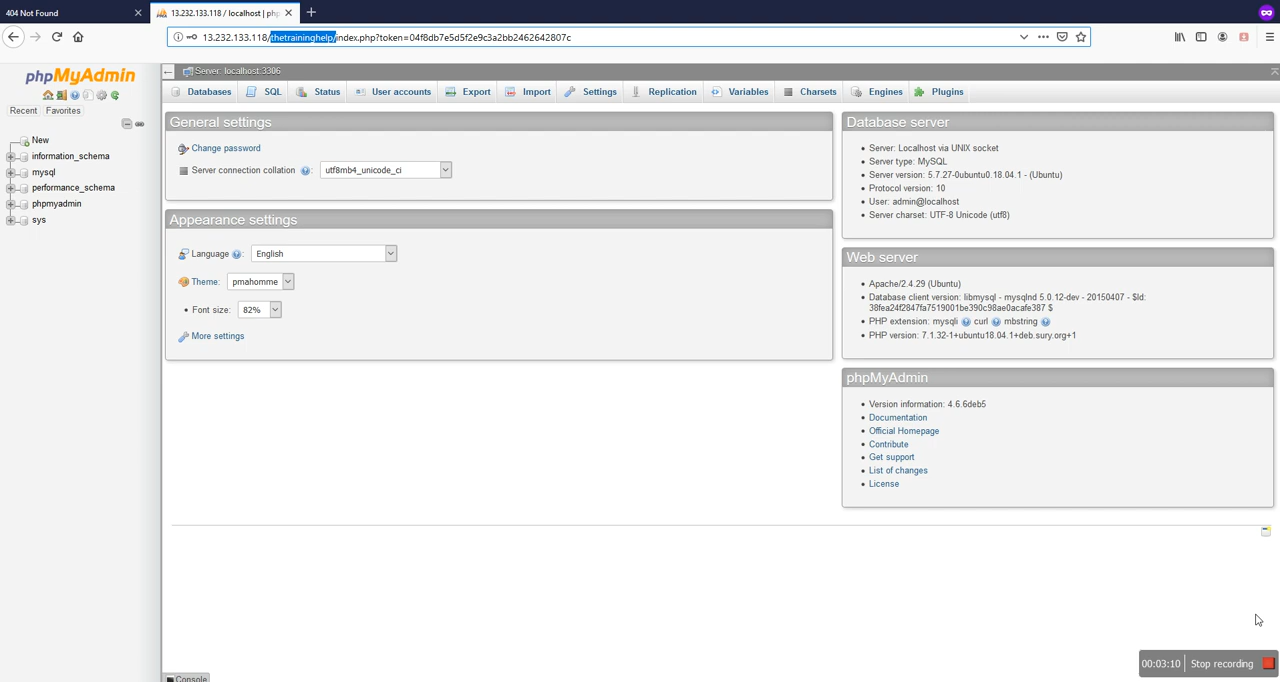 404 Not Found
13.232.133.118 / localhost | php
13.232.133.118/thetraininghelp/index.php?token=04f8db7e5d5f2e9c3a2bb2462642807c
phpMyAdmin
Recent Favorites
New
information_schema
mysql
performance_schema
phpmyadmin
sys
Server: localhost:3306
Databases SQL Status User accounts Export Import Settings Replication Variables Charsets Engines Plugins
General settings
Change password
Server connection collation : utf8mb4_unicode_ci
Appearance settings
Language : English
Theme: pmahomme
• Font size: 82%
More settings
Database server
• Server: Localhost via UNIX socket
• Server type: MySQL
• Server version: 5.7.27-0ubuntu0.18.04.1 - (Ubuntu)
• Protocol version: 10
• User: admin@localhost
• Server charset: UTF-8 Unicode (utf8)
Web server
• Apache/2.4.29 (Ubuntu)
• Database client version: libmysql - mysqlnd 5.0.12-dev - 20150407 - $Id:
38fea24f2847fa7519001be390c98ae0acafe387 $
• PHP extension: mysqli curl mbstring
• PHP version: 7.1.32-1+ubuntu18.04.1+deb.sury.org+1
phpMyAdmin
• Version information: 4.6.6deb5
• Documentation
• Official Homepage
• Contribute
• Get support
• List of changes
• License
Console
00:03:10 Stop recording